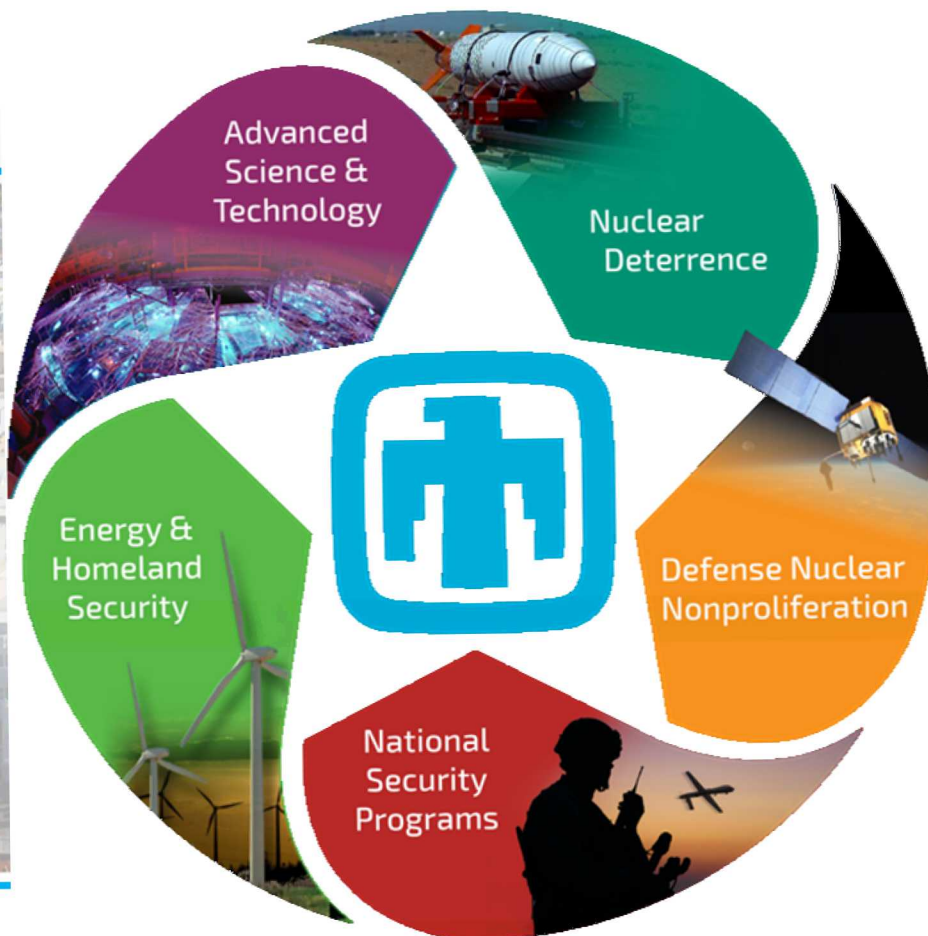 Advanced
Science &
Technology
Nuclear
Deterrence
Defense Nuclear
Nonproliferation
National
Security
Programs
Energy &
Homeland
Security